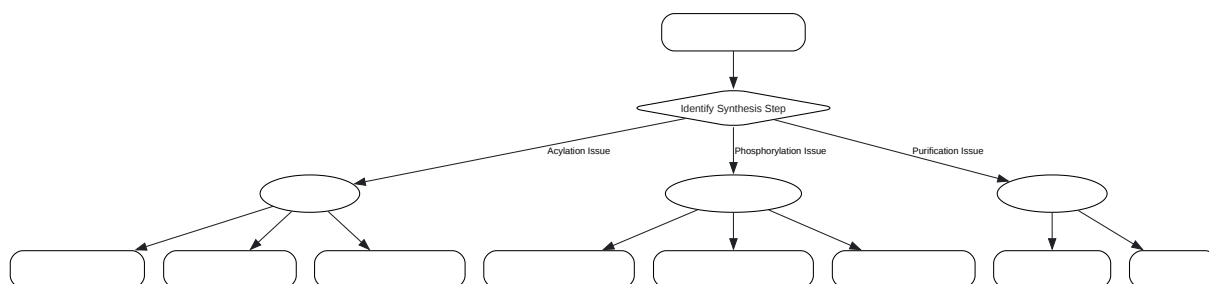 Identify Synthesis Step
Acylation Issue
Phosphorylation Issue
Purification Issue